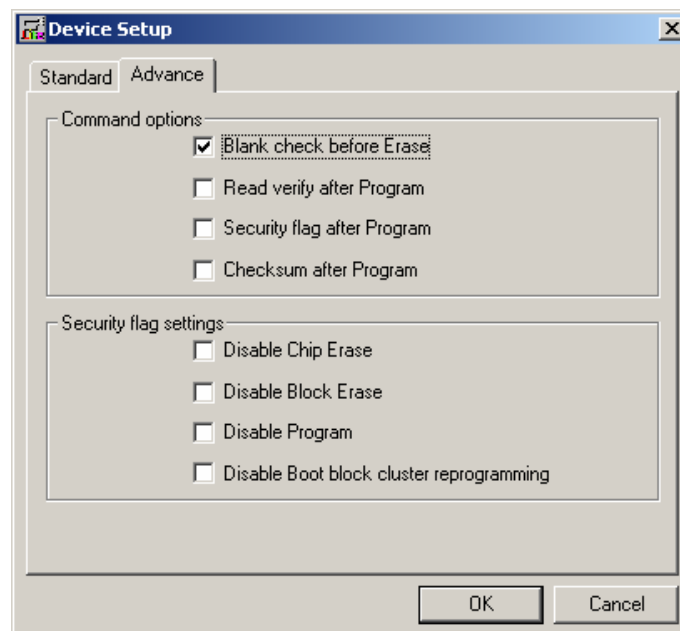 Device Setup
Standard
Advance
Command options
Blank check before Erase
Read verify after Program
Security flag after Program
Checksum after Program
Security flag settings
Disable Chip Erase
Disable Block Erase
Disable Program
Disable Boot block cluster reprogramming
OK
Cancel